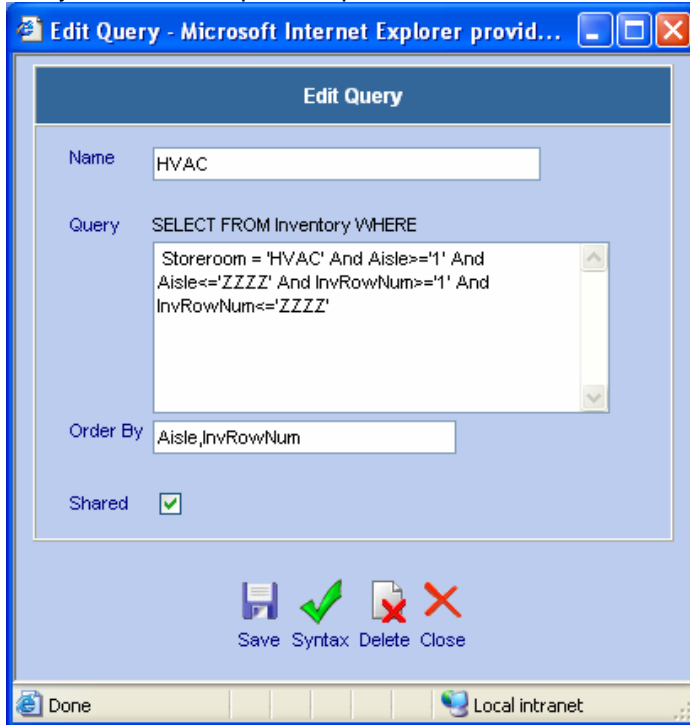 Edit Query - Microsoft Internet Explorer provid...
Edit Query
Name HVAC
Query SELECT FROM Inventory WHERE
Storeroom = 'HVAC' And Aisle>='1' And
Aisle<='ZZZZ' And InvRowNum>='1' And
InvRowNum<='ZZZZ'
Order By Aisle,InvRowNum
Shared
Save Syntax Delete Close
Done Local intranet